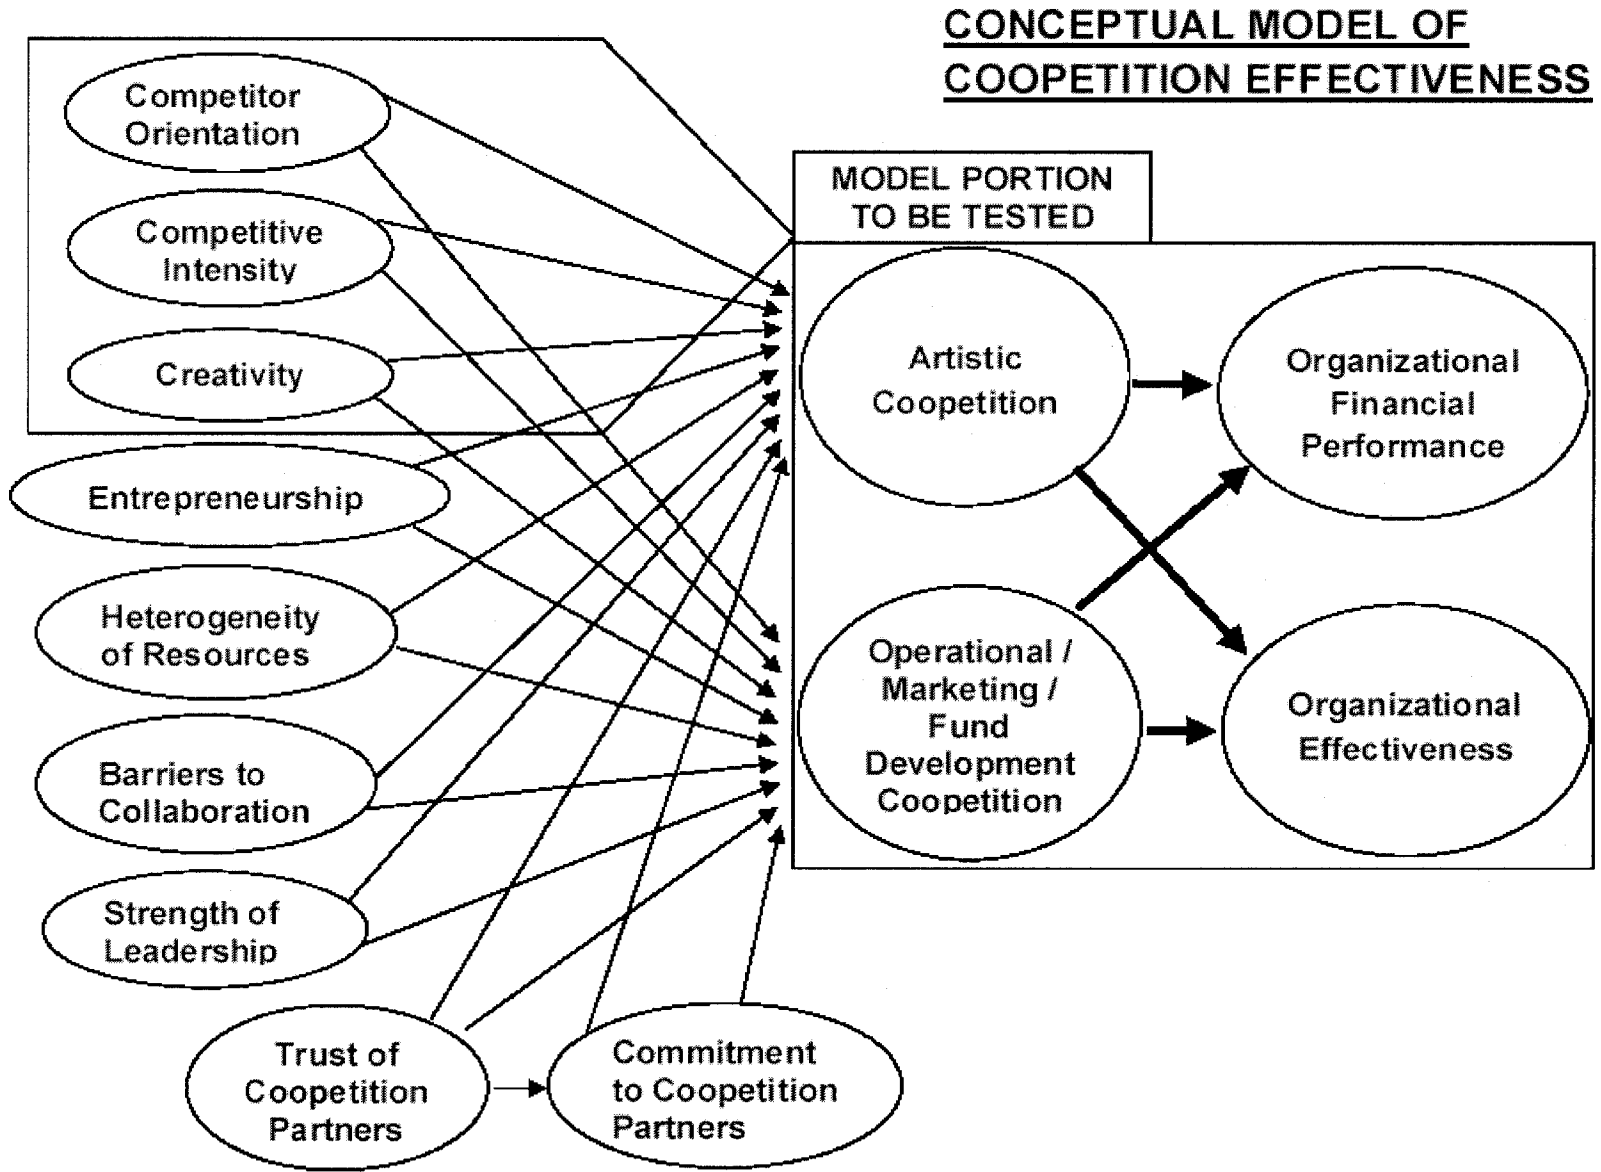 CONCEPTUAL MODEL OF
COOPETITION EFFECTIVENESS
Competitor
Orientation
Competitive
Intensity
Creativity
Entrepreneurship
Heterogeneity
of Resources
Barriers to
Collaboration
Strength of
Leadership
Trust of
Coopetition
Partners
Commitment
to Coopetition
Partners
MODEL PORTION
TO BE TESTED
Artistic
Coopetition
Organizational
Financial
Performance
Operational /
Marketing /
Fund
Development
Coopetition
Organizational
Effectiveness